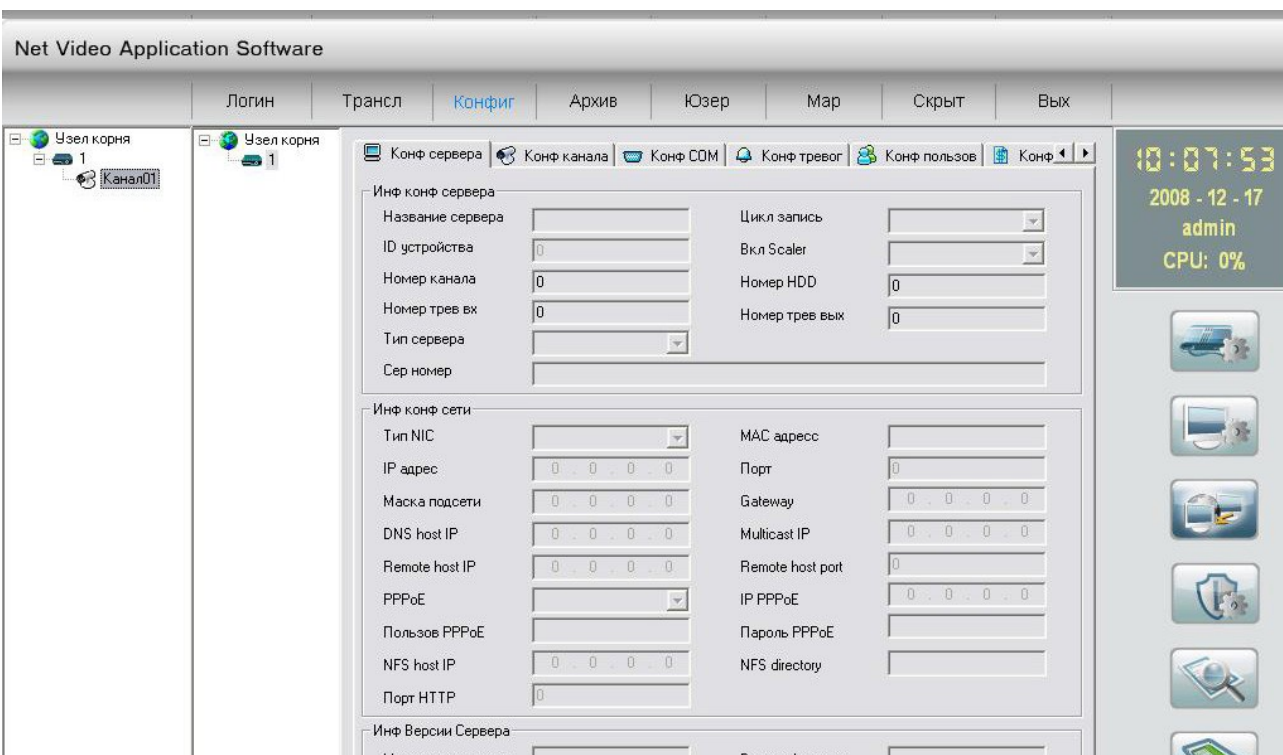 Net Video Application Software
Логин Трансл Конфиг Архив Юзер Map Скрыт Вых
Узел корня
1
Канал01
Узел корня
1
Конф сервера Конф канала Конф COM Конф тревог Конф пользов Конф
Инф конф сервера
Название сервера Цикл запись
ID устройства 0 Вкл Scaler
Номер канала 0 Номер HDD 0
Номер трев вх 0 Номер трев вых 0
Тип сервера
Сер номер
Инф конф сети
Тип NIC MAC адресс
IP адрес 0 . 0 . 0 . 0 Порт 0
Маска подсети 0 . 0 . 0 . 0 Gateway 0 . 0 . 0 . 0
DNS host IP 0 . 0 . 0 . 0 Multicast IP 0 . 0 . 0 . 0
Remote host IP 0 . 0 . 0 . 0 Remote host port 0
PPPoE IP PPPoE 0 . 0 . 0 . 0
Пользов PPPoE Пароль PPPoE
NFS host IP 0 . 0 . 0 . 0 NFS directory
Порт HTTP 0
Инф Версии Сервера
10:07:53
2008 - 12 - 17
admin
CPU: 0%